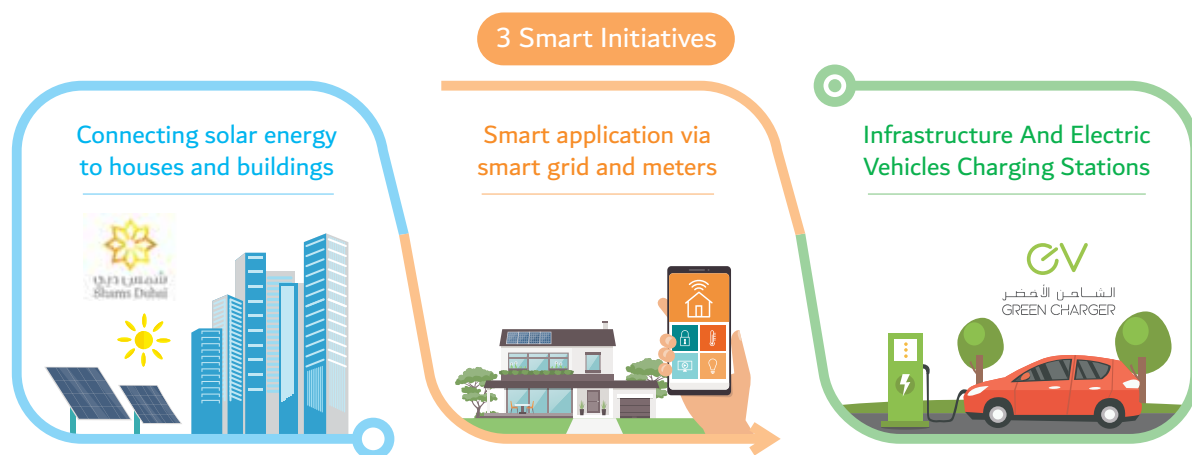 3 Smart Initiatives
Connecting solar energy
to houses and buildings
شمس دبي
Shams Dubai
Smart application via
smart grid and meters
Infrastructure And Electric
Vehicles Charging Stations
EV
الشاحن الأخضر
GREEN CHARGER